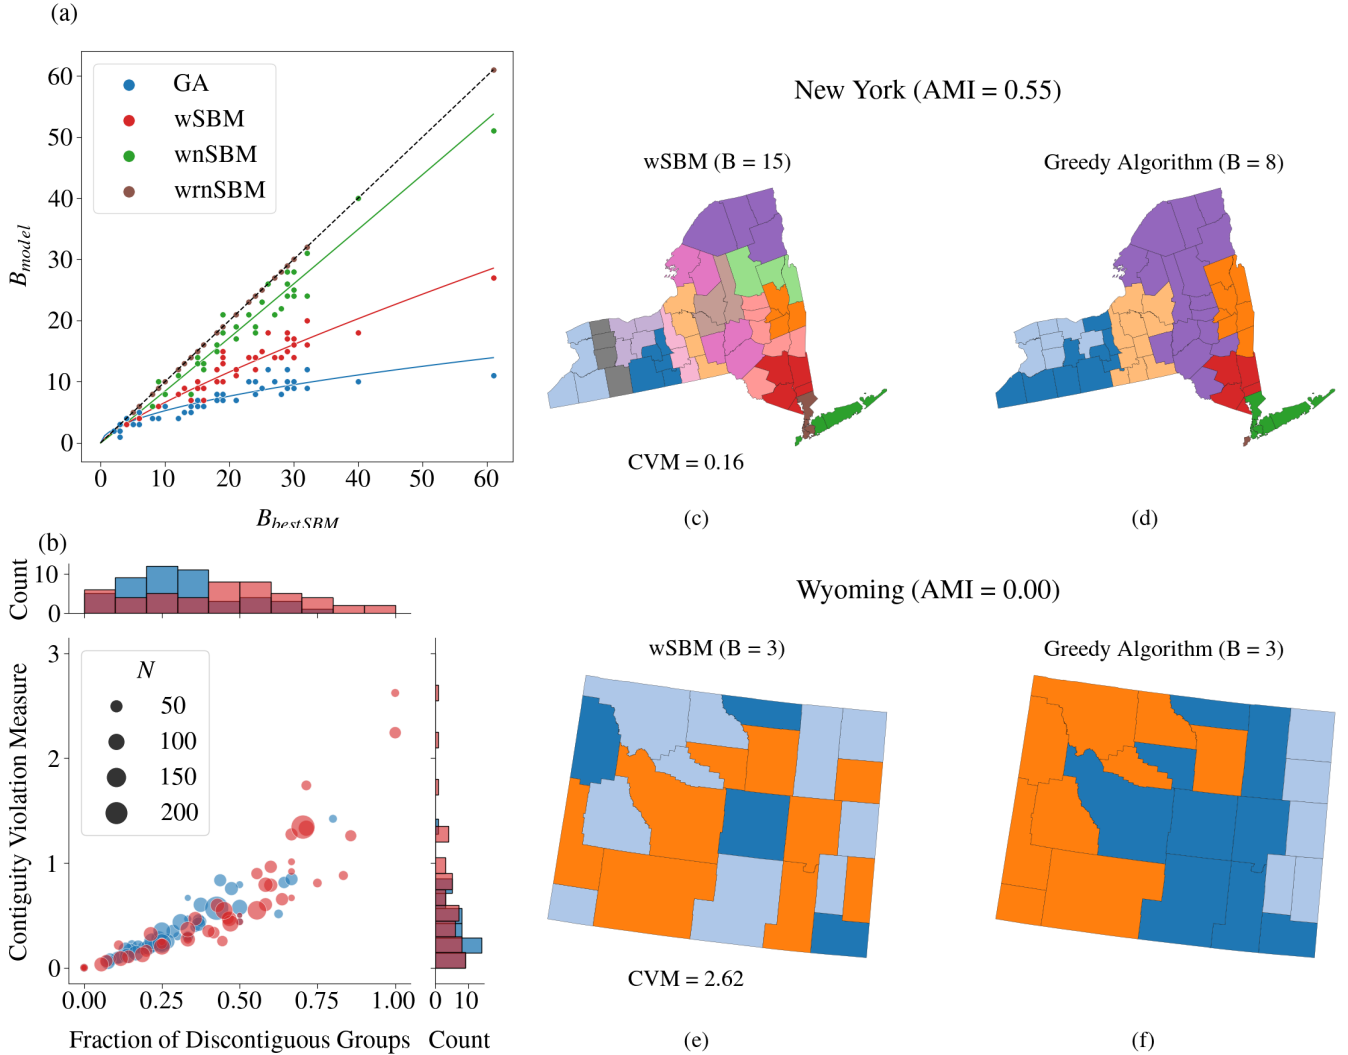 (a)
60
50
40
30
20
10
0
B_model
GA
wSBM
wnSBM
wrnSBM
0 10 20 30 40 50 60
B_bestSBM
New York (AMI = 0.55)
wSBM (B = 15)
Greedy Algorithm (B = 8)
CVM = 0.16
(c)
(d)
(b)
Count
10
0
Contiguity Violation Measure
3
2
1
0
N
50
100
150
200
0.00 0.25 0.50 0.75 1.00
Fraction of Discontiguous Groups
0 10
Count
Wyoming (AMI = 0.00)
wSBM (B = 3)
Greedy Algorithm (B = 3)
CVM = 2.62
(e)
(f)